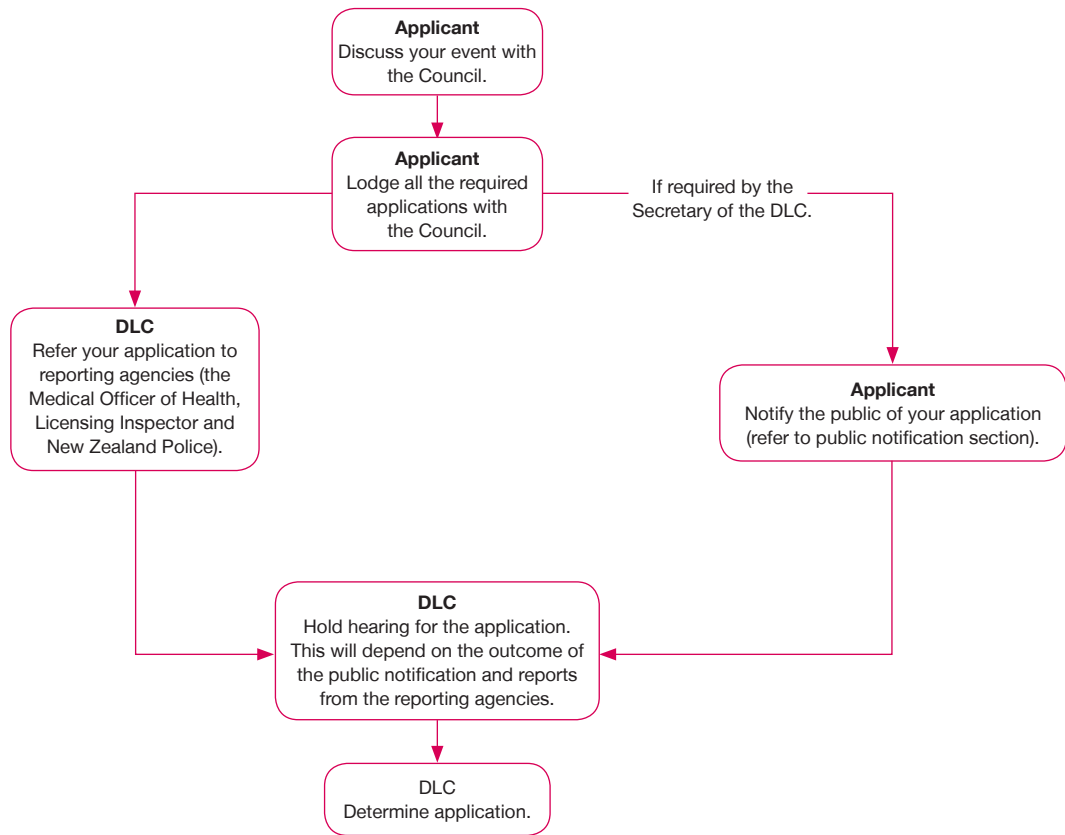 Applicant
Discuss your event with
the Council.
Applicant
Lodge all the required
applications with
the Council.
If required by the
Secretary of the DLC.
DLC
Refer your application to
reporting agencies (the
Medical Officer of Health,
Licensing Inspector and
New Zealand Police).
Applicant
Notify the public of your application
(refer to public notification section).
DLC
Hold hearing for the application.
This will depend on the outcome of
the public notification and reports
from the reporting agencies.
DLC
Determine application.